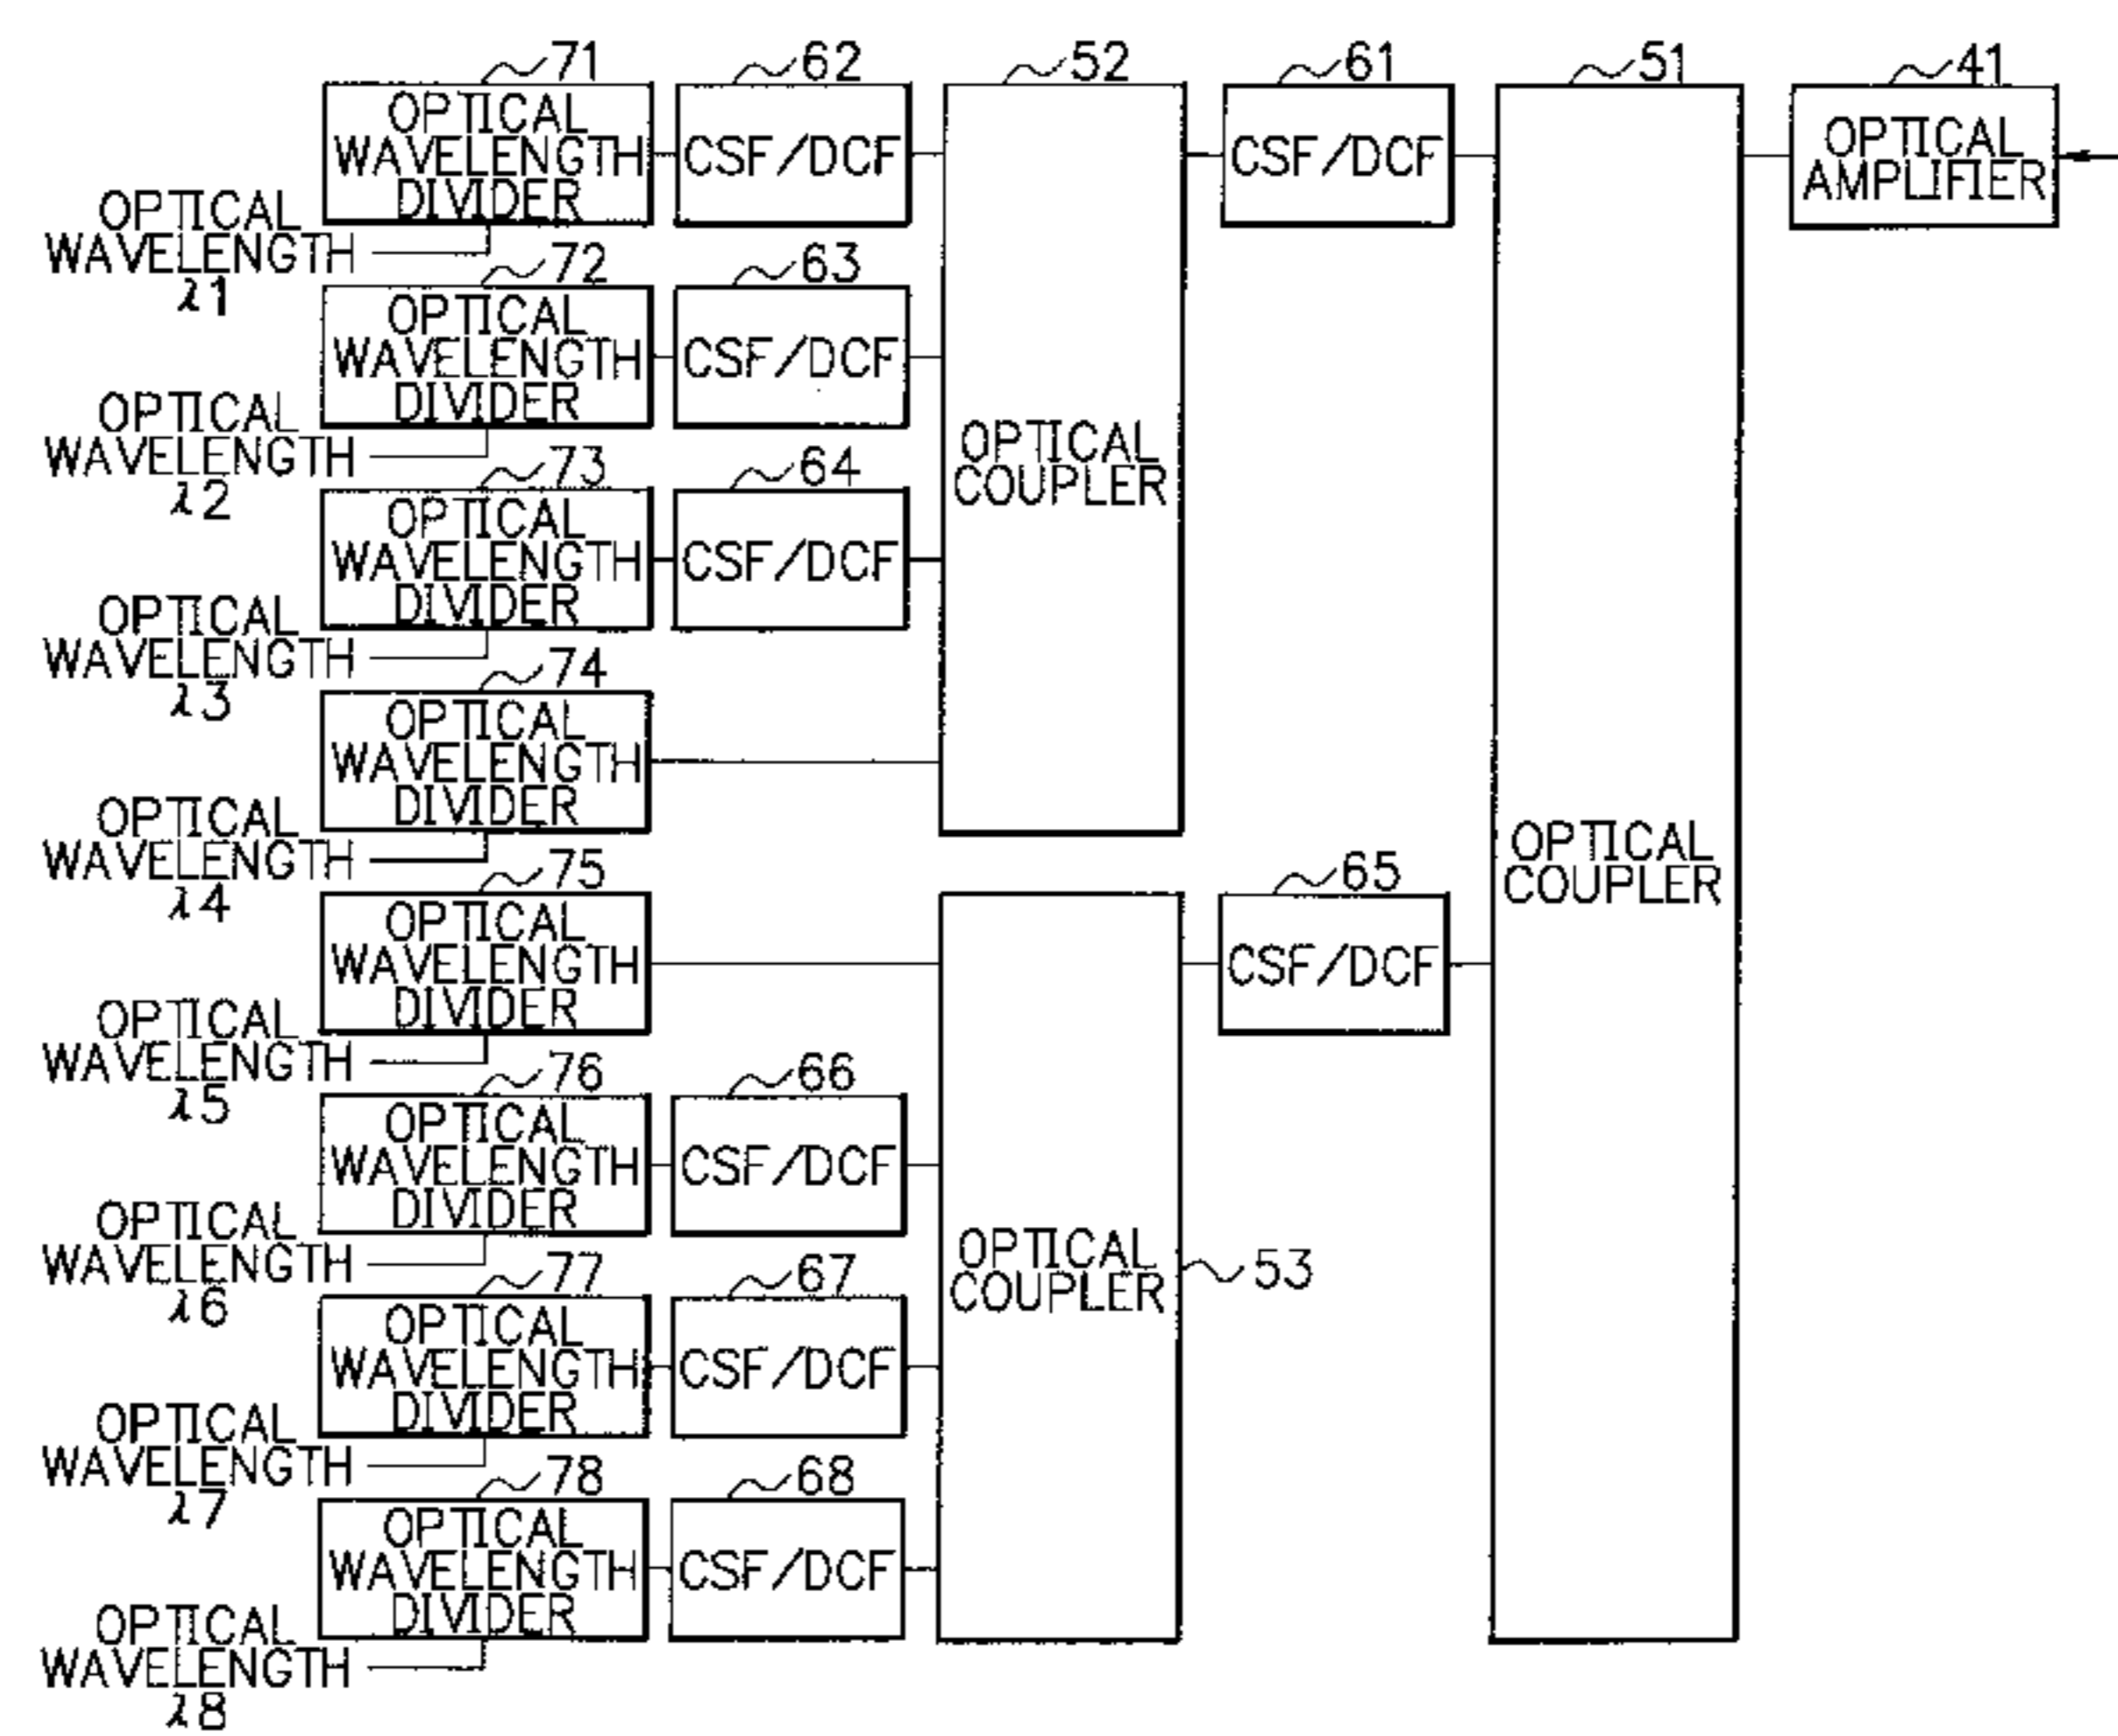 71
62
52
61
51
41
OPTICAL
WAVELENGTH
DIVIDER
CSF/DCF
CSF/DCF
OPTICAL
AMPLIFIER
OPTICAL
WAVELENGTH
λ1
72
63
OPTICAL
WAVELENGTH
DIVIDER
CSF/DCF
OPTICAL
WAVELENGTH
λ2
73
64
OPTICAL
COUPLER
OPTICAL
WAVELENGTH
DIVIDER
CSF/DCF
OPTICAL
WAVELENGTH
λ3
74
OPTICAL
WAVELENGTH
DIVIDER
OPTICAL
WAVELENGTH
λ4
75
65
OPTICAL
COUPLER
OPTICAL
WAVELENGTH
DIVIDER
CSF/DCF
OPTICAL
WAVELENGTH
λ5
76
66
OPTICAL
WAVELENGTH
DIVIDER
CSF/DCF
OPTICAL
WAVELENGTH
λ6
77
67
OPTICAL
COUPLER
53
OPTICAL
WAVELENGTH
DIVIDER
CSF/DCF
OPTICAL
WAVELENGTH
λ7
78
68
OPTICAL
WAVELENGTH
DIVIDER
CSF/DCF
OPTICAL
WAVELENGTH
λ8